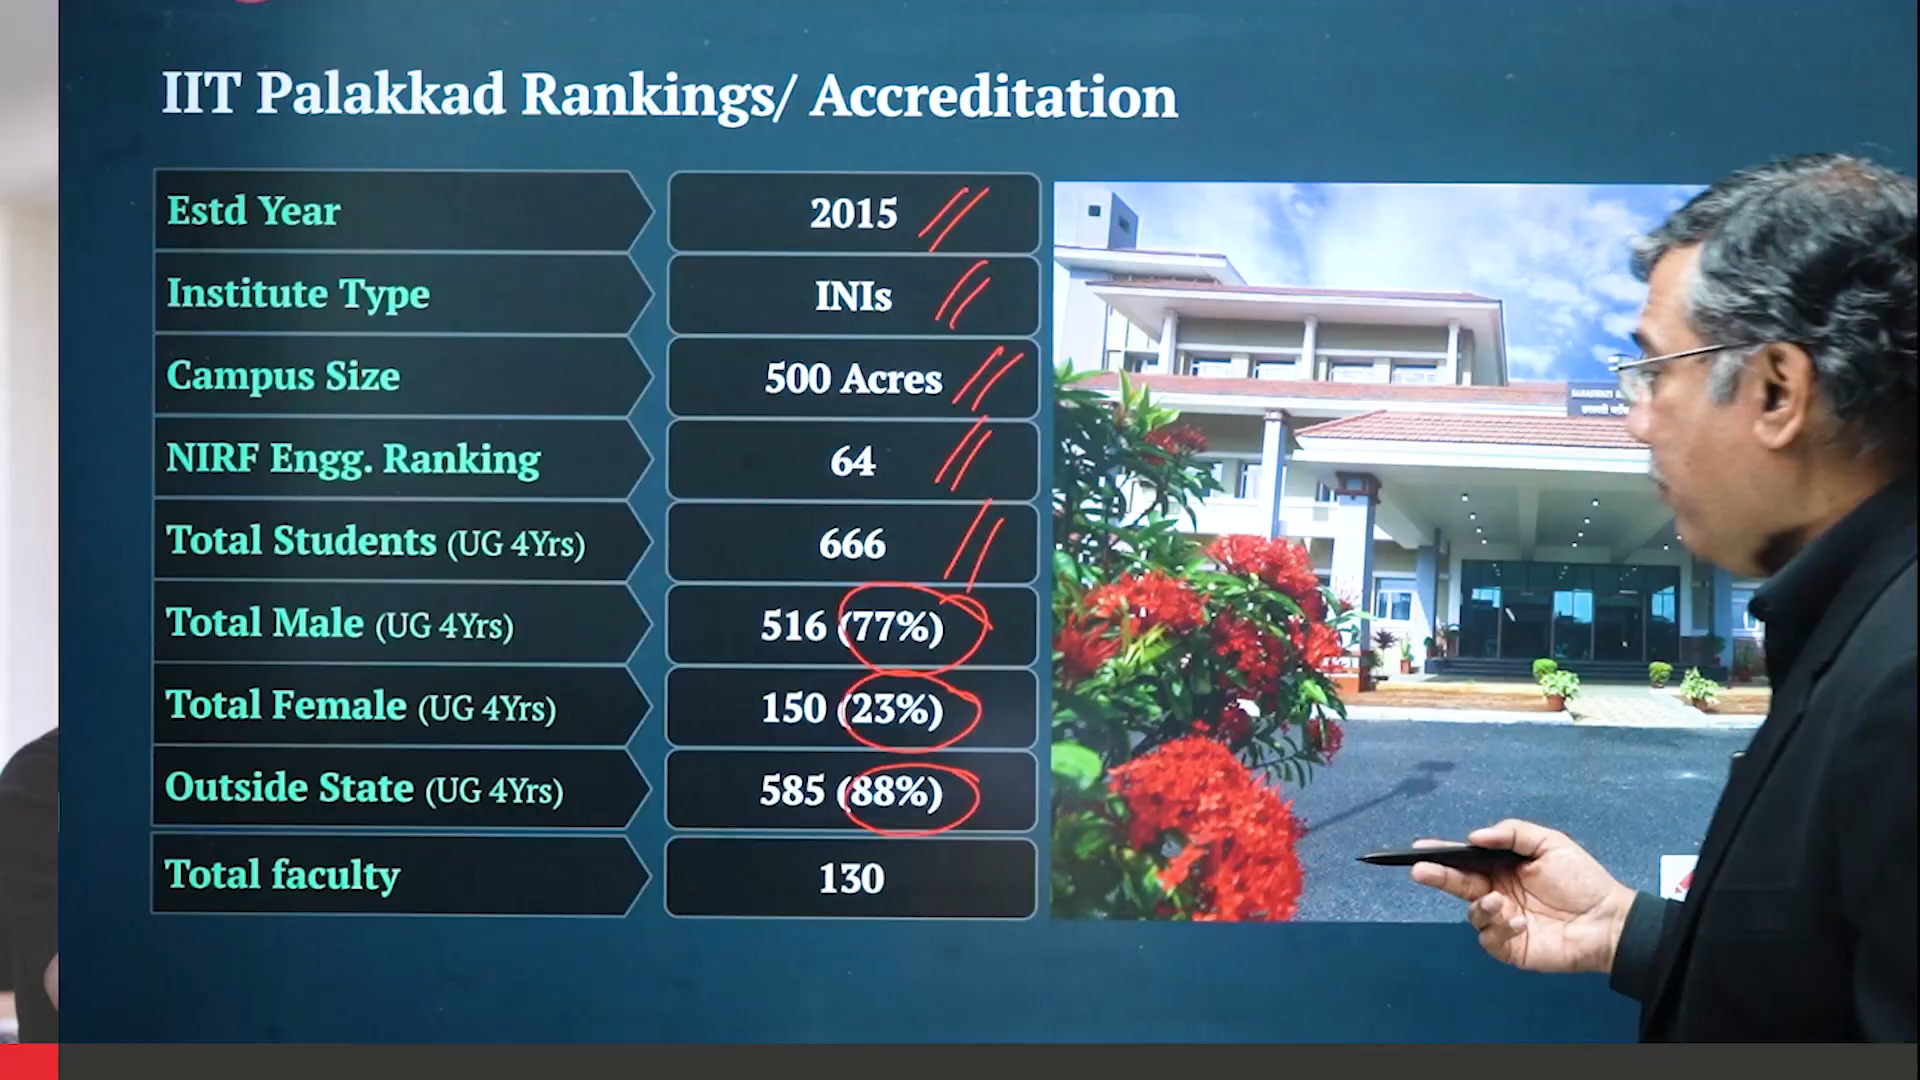 IIT Palakkad Rankings/ Accreditation
Estd Year 2015
Institute Type INIs
Campus Size 500 Acres
NIRF Engg. Ranking 64
Total Students (UG 4Yrs) 666
Total Male (UG 4Yrs) 516 (77%)
Total Female (UG 4Yrs) 150 (23%)
Outside State (UG 4Yrs) 585 (88%)
Total faculty 130